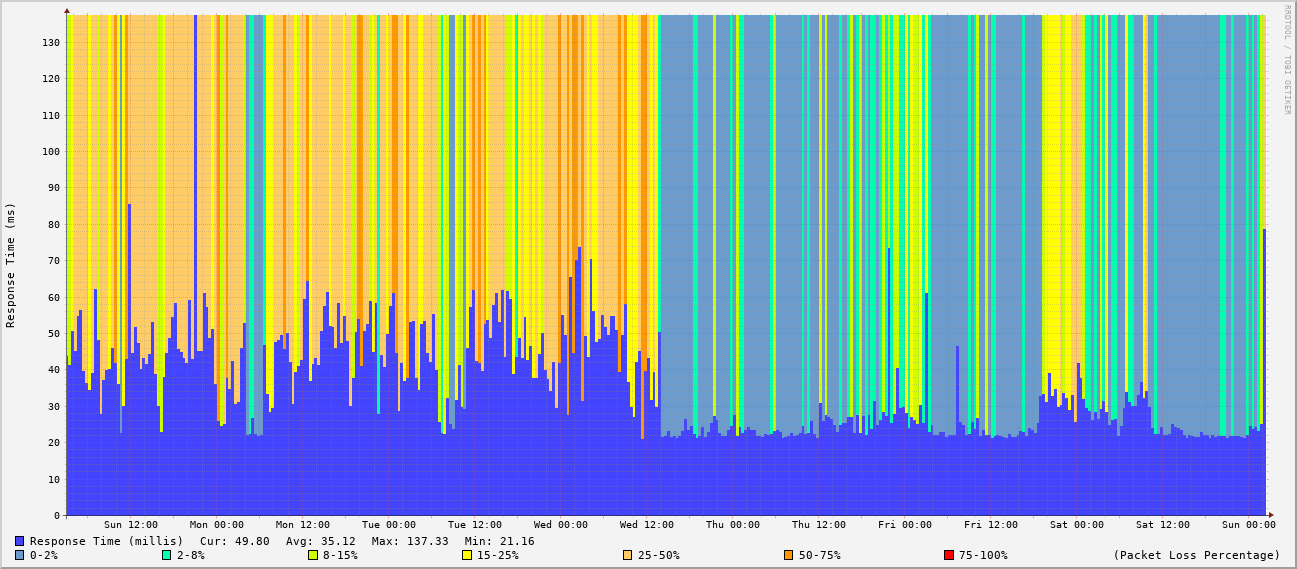 RRDTOOL / TOBI OETIKER
Response Time (ms)
130
120
110
100
90
80
70
60
50
40
30
20
10
0
Sun 12:00 Mon 00:00 Mon 12:00 Tue 00:00 Tue 12:00 Wed 00:00 Wed 12:00 Thu 00:00 Thu 12:00 Fri 00:00 Fri 12:00 Sat 00:00 Sat 12:00 Sun 00:00
Response Time (millis) Cur: 49.80 Avg: 35.12 Max: 137.33 Min: 21.16
0-2% 2-8% 8-15% 15-25% 25-50% 50-75% 75-100% (Packet Loss Percentage)